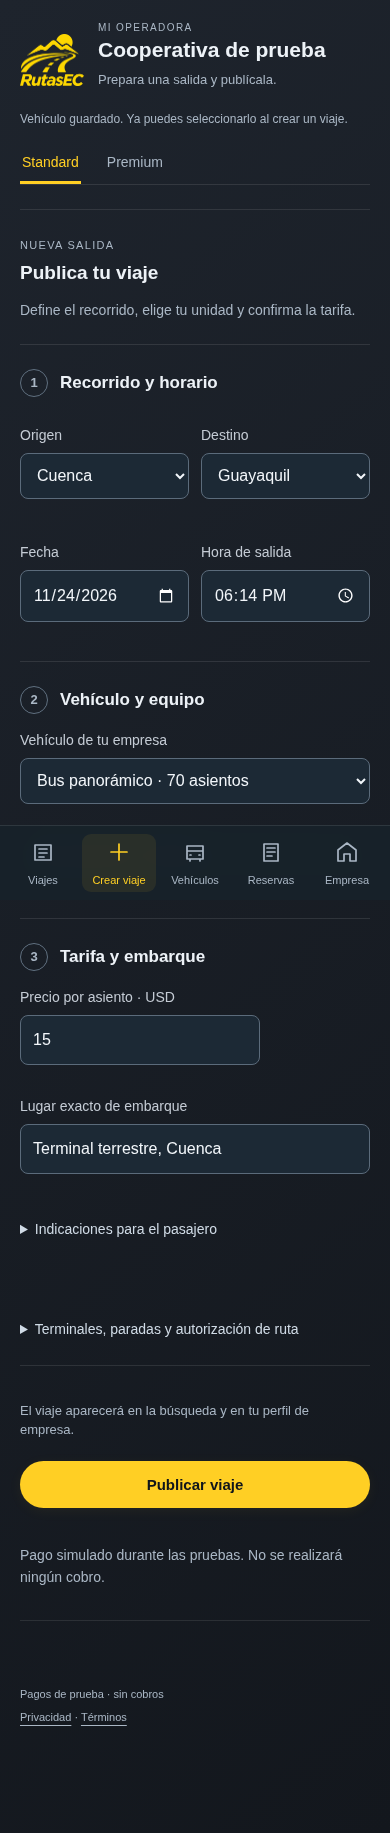 MI OPERADORA
Cooperativa de prueba
RutasEC
Prepara una salida y publícala.
Vehículo guardado. Ya puedes seleccionarlo al crear un viaje.
Standard Premium
NUEVA SALIDA
Publica tu viaje
Define el recorrido, elige tu unidad y confirma la tarifa.
1 Recorrido y horario
Origen Destino
Cuenca Guayaquil
Fecha Hora de salida
11/24/2026 06:14 PM
2 Vehículo y equipo
Vehículo de tu empresa
Bus panorámico · 70 asientos
Viajes Crear viaje Vehículos Reservas Empresa
3 Tarifa y embarque
Precio por asiento · USD
15
Lugar exacto de embarque
Terminal terrestre, Cuenca
Indicaciones para el pasajero
Terminales, paradas y autorización de ruta
El viaje aparecerá en la búsqueda y en tu perfil de
empresa.
Publicar viaje
Pago simulado durante las pruebas. No se realizará
ningún cobro.
Pagos de prueba · sin cobros
Privacidad · Términos